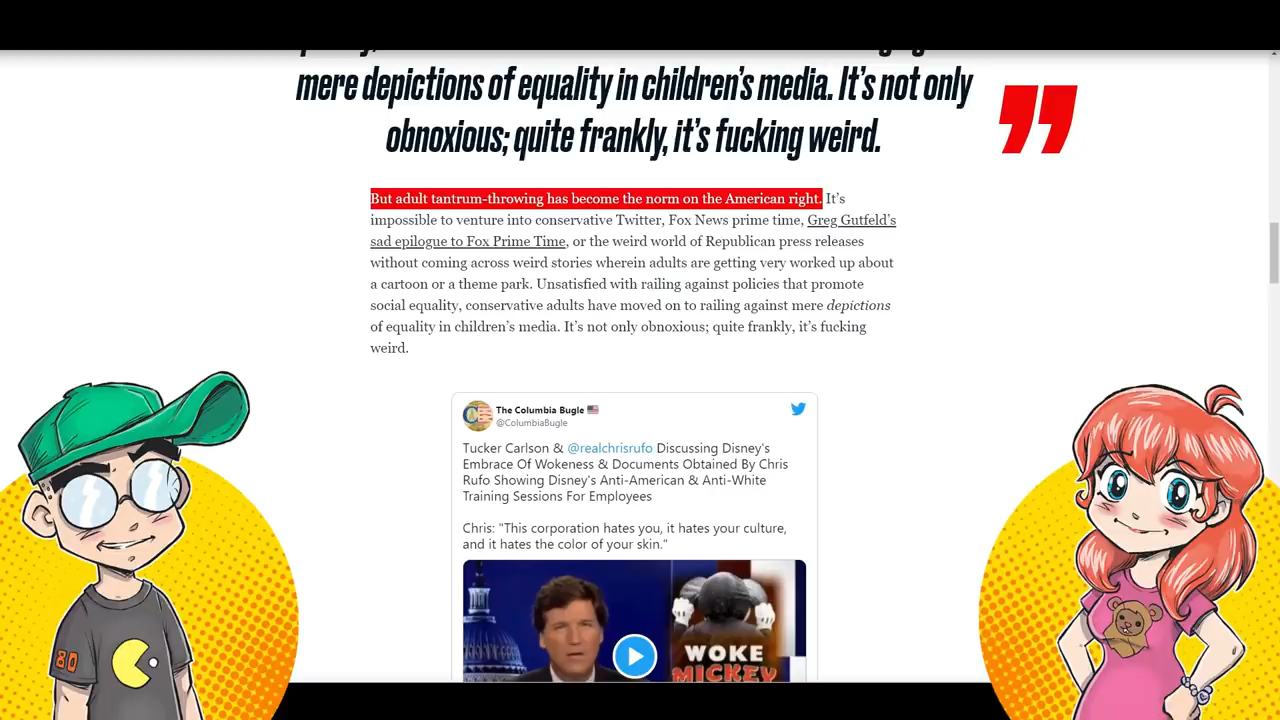 mere depictions of equality in children's media. It's not only
obnoxious; quite frankly, it's fucking weird.
”
But adult tantrum-throwing has become the norm on the American right. It's
impossible to venture into conservative Twitter, Fox News prime time, Greg Gutfeld's
sad epilogue to Fox Prime Time, or the weird world of Republican press releases
without coming across weird stories wherein adults are getting very worked up about
a cartoon or a theme park. Unsatisfied with railing against policies that promote
social equality, conservative adults have moved on to railing against mere depictions
of equality in children's media. It's not only obnoxious; quite frankly, it's fucking
weird.
The Columbia Bugle 🇺🇸
@ColumbiaBugle
Tucker Carlson & @realchrisrufo Discussing Disney's
Embrace Of Wokeness & Documents Obtained By Chris
Rufo Showing Disney's Anti-American & Anti-White
Training Sessions For Employees
Chris: "This corporation hates you, it hates your culture,
and it hates the color of your skin."
WOKE
MICKEY
80